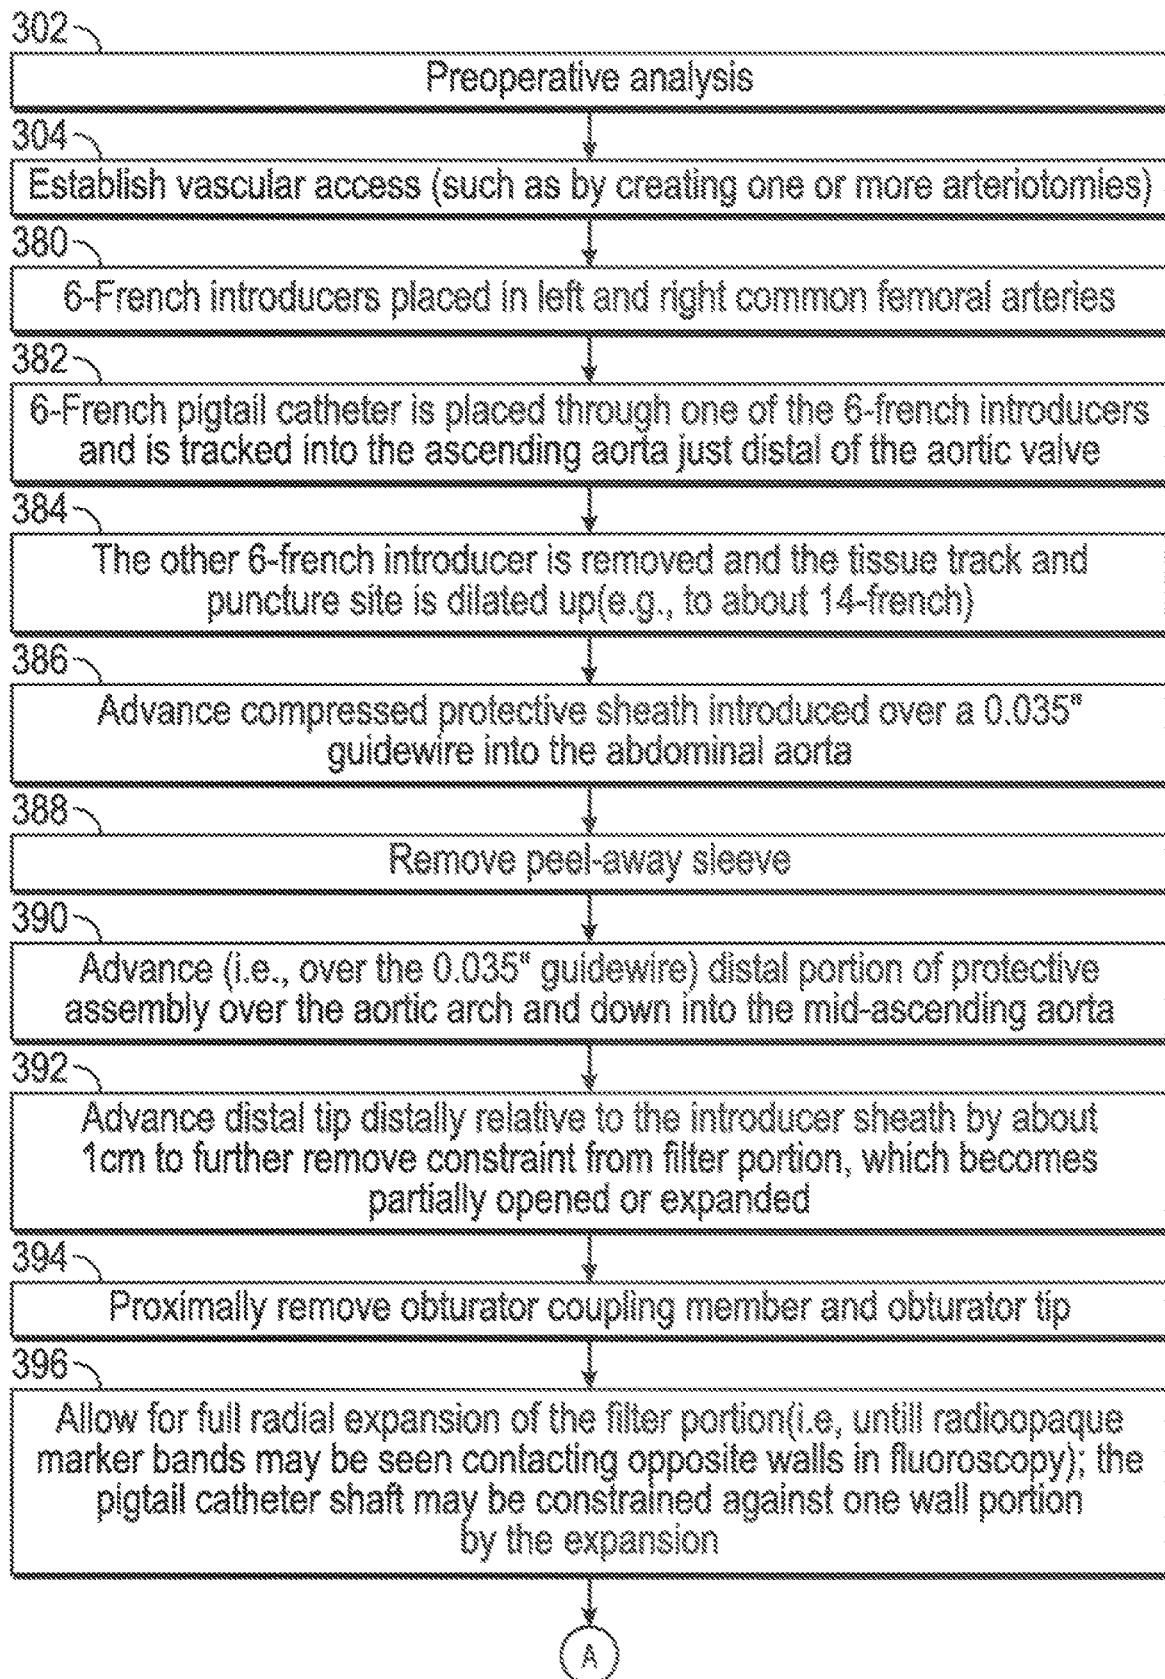 302
Preoperative analysis
304
Establish vascular access (such as by creating one or more arteriotomies)
380
6-French introducers placed in left and right common femoral arteries
382
6-French pigtail catheter is placed through one of the 6-french introducers
and is tracked into the ascending aorta just distal of the aortic valve
384
The other 6-french introducer is removed and the tissue track and
puncture site is dilated up(e.g., to about 14-french)
386
Advance compressed protective sheath introduced over a 0.035"
guidewire into the abdominal aorta
388
Remove peel-away sleeve
390
Advance (i.e., over the 0.035" guidewire) distal portion of protective
assembly over the aortic arch and down into the mid-ascending aorta
392
Advance distal tip distally relative to the introducer sheath by about
1cm to further remove constraint from filter portion, which becomes
partially opened or expanded
394
Proximally remove obturator coupling member and obturator tip
396
Allow for full radial expansion of the filter portion(i.e, untill radioopaque
marker bands may be seen contacting opposite walls in fluoroscopy); the
pigtail catheter shaft may be constrained against one wall portion
by the expansion
A